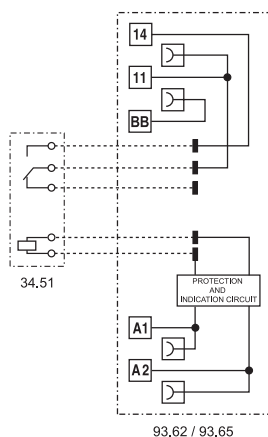 14
11
BB
34.51
PROTECTION
AND
INDICATION CIRCUIT
A1
A2
93.62 / 93.65